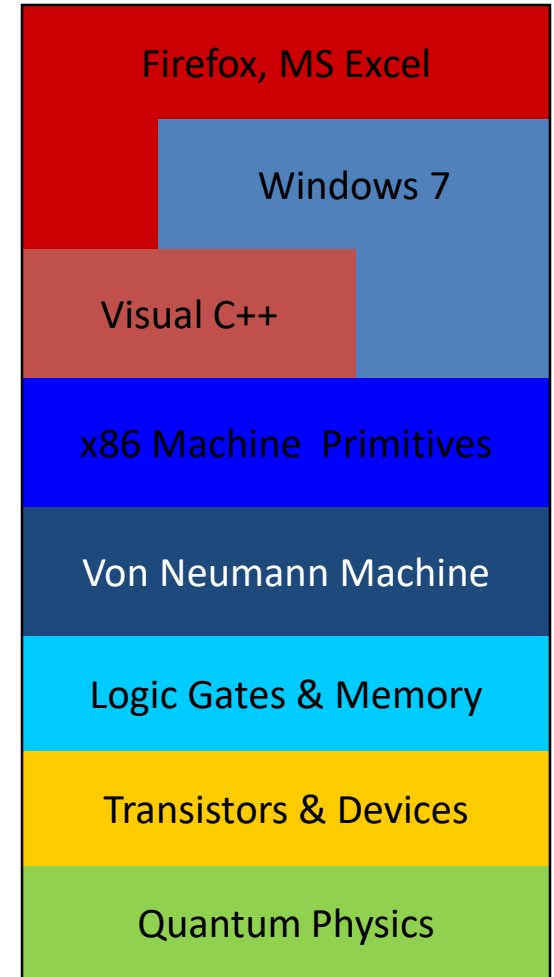 Firefox, MS Excel
Windows 7
Visual C++
x86 Machine  Primitives
Von Neumann Machine
Logic Gates & Memory
Transistors & Devices
Quantum Physics